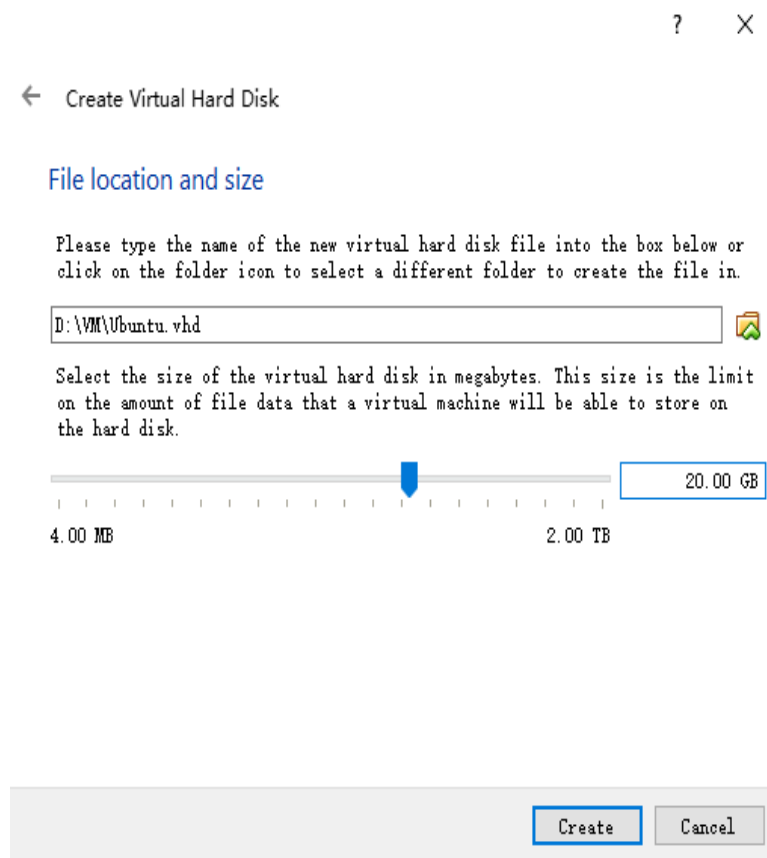 ?
Create Virtual Hard Disk
File location and size
Please type the name of the new virtual hard disk file into the box below or
click on the folder icon to select a different folder to create the file in.
D:\VM\Ubuntu.vhd
Select the size of the virtual hard disk in megabytes. This size is the limit
on the amount of file data that a virtual machine will be able to store on
the hard disk.
20.00 GB
4.00 MB 2.00 TB
Create Cancel